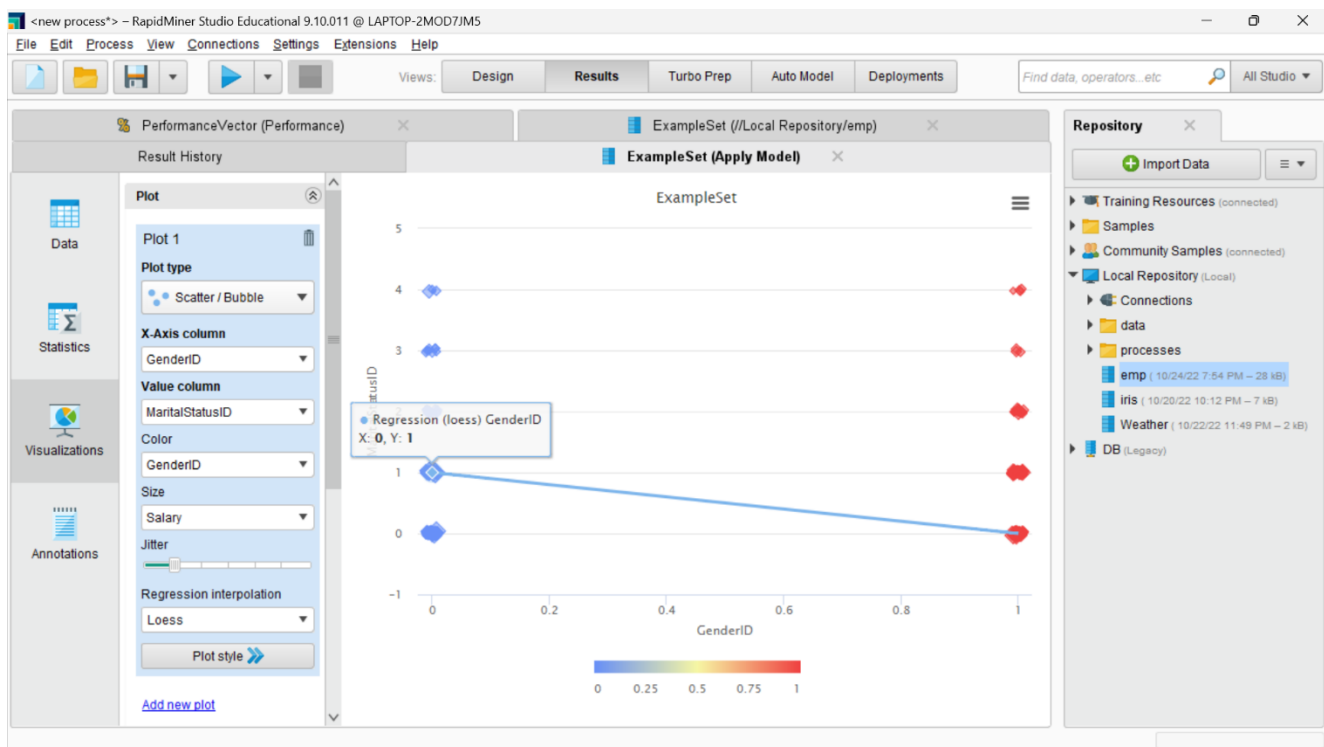 <new process*> – RapidMiner Studio Educational 9.10.011 @ LAPTOP-2MOD7JM5
File Edit Process View Connections Settings Extensions Help
Views: Design Results Turbo Prep Auto Model Deployments Find data, operators...etc All Studio
PerformanceVector (Performance) ExampleSet (//Local Repository/emp)
Result History ExampleSet (Apply Model)
Data
Statistics
Visualizations
Annotations
Plot
Plot 1
Plot type
Scatter / Bubble
X-Axis column
GenderID
Value column
MaritalStatusID
Color
GenderID
Size
Salary
Jitter
Regression interpolation
Loess
Plot style
Add new plot
ExampleSet
5
4
3
2
1
0
-1
Regression (loess) GenderID
X: 0, Y: 1
0 0.2 0.4 0.6 0.8 1
GenderID
0 0.25 0.5 0.75 1
Repository
Import Data
Training Resources (connected)
Samples
Community Samples (connected)
Local Repository (Local)
Connections
data
processes
emp ( 10/24/22 7:54 PM – 28 kB)
iris ( 10/20/22 10:12 PM – 7 kB)
Weather ( 10/22/22 11:49 PM – 2 kB)
DB (Legacy)